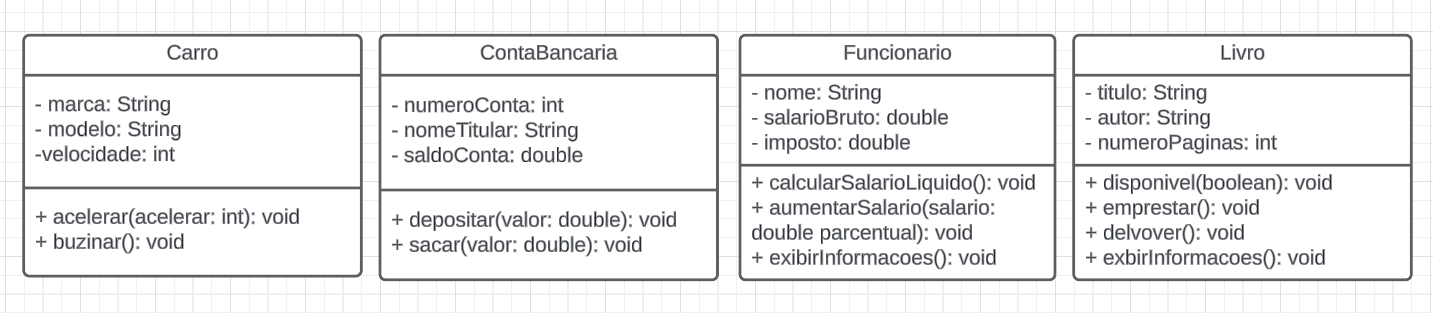 Carro
- marca: String
- modelo: String
-velocidade: int
+ acelerar(acelerar: int): void
+ buzinar(): void
ContaBancaria
- numeroConta: int
- nomeTitular: String
- saldoConta: double
+ depositar(valor: double): void
+ sacar(valor: double): void
Funcionario
- nome: String
- salarioBruto: double
- imposto: double
+ calcularSalarioLiquido(): void
+ aumentarSalario(salario:
double parcentual): void
+ exibirInformacoes(): void
Livro
- titulo: String
- autor: String
- numeroPaginas: int
+ disponivel(boolean): void
+ emprestar(): void
+ delvover(): void
+ exbirInformacoes(): void